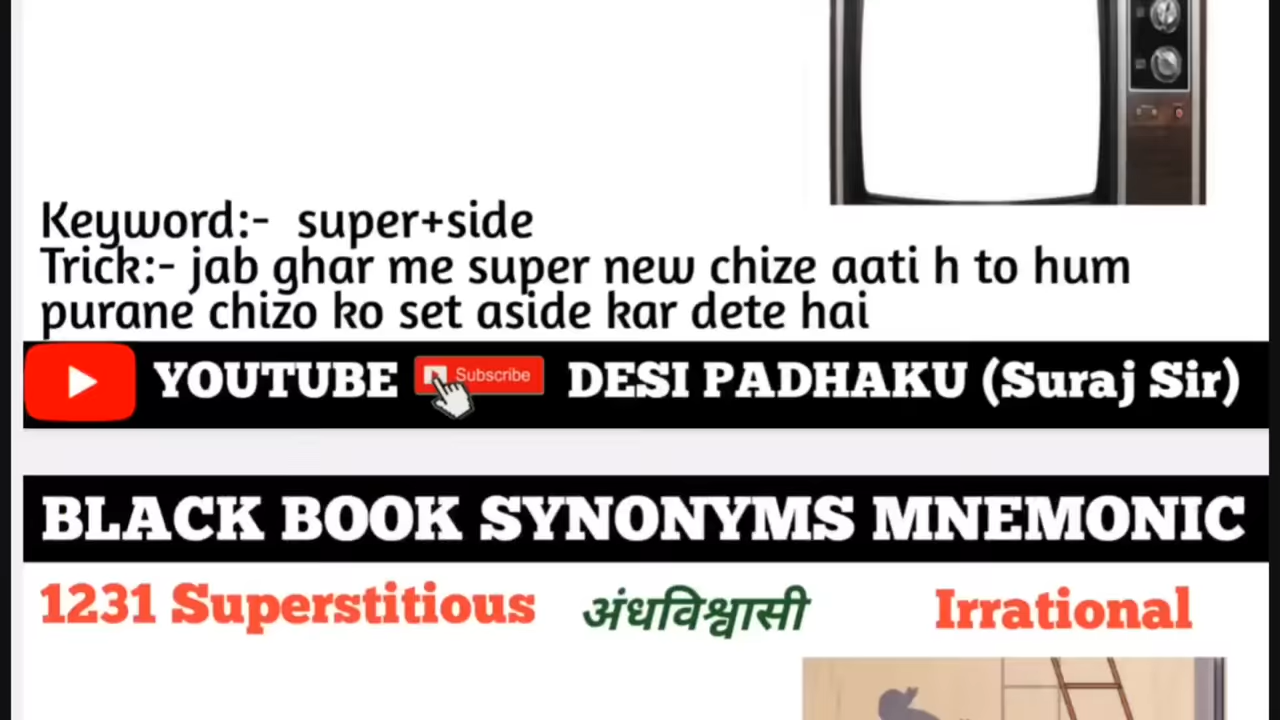 Keyword:- super+side
Trick:- jab ghar me super new chize aati h to hum
purane chizo ko set aside kar dete hai
YOUTUBE Subscribe DESI PADHAKU (Suraj Sir)
BLACK BOOK SYNONYMS MNEMONIC
1231 Superstitious अंधविश्वासी Irrational